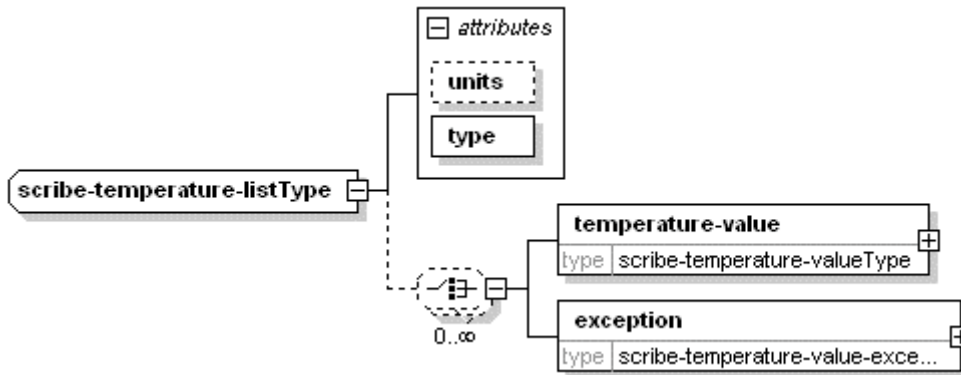 attributes
units
type
scribe-temperature-listType
temperature-value
type scribe-temperature-valueType
0..∞
exception
type scribe-temperature-value-exce...